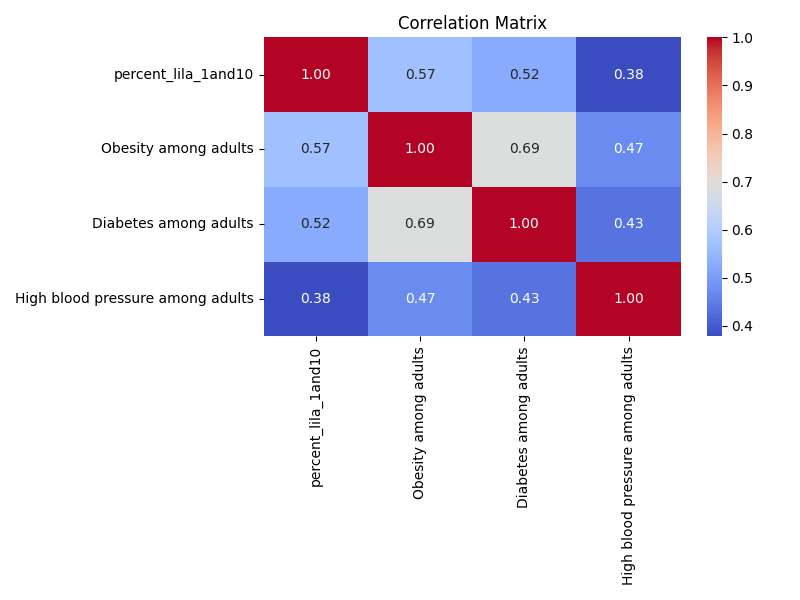 Correlation Matrix
percent_lila_1and10 1.00 0.57 0.52 0.38
Obesity among adults 0.57 1.00 0.69 0.47
Diabetes among adults 0.52 0.69 1.00 0.43
High blood pressure among adults 0.38 0.47 0.43 1.00
percent_lila_1and10
Obesity among adults
Diabetes among adults
High blood pressure among adults
1.0
0.9
0.8
0.7
0.6
0.5
0.4